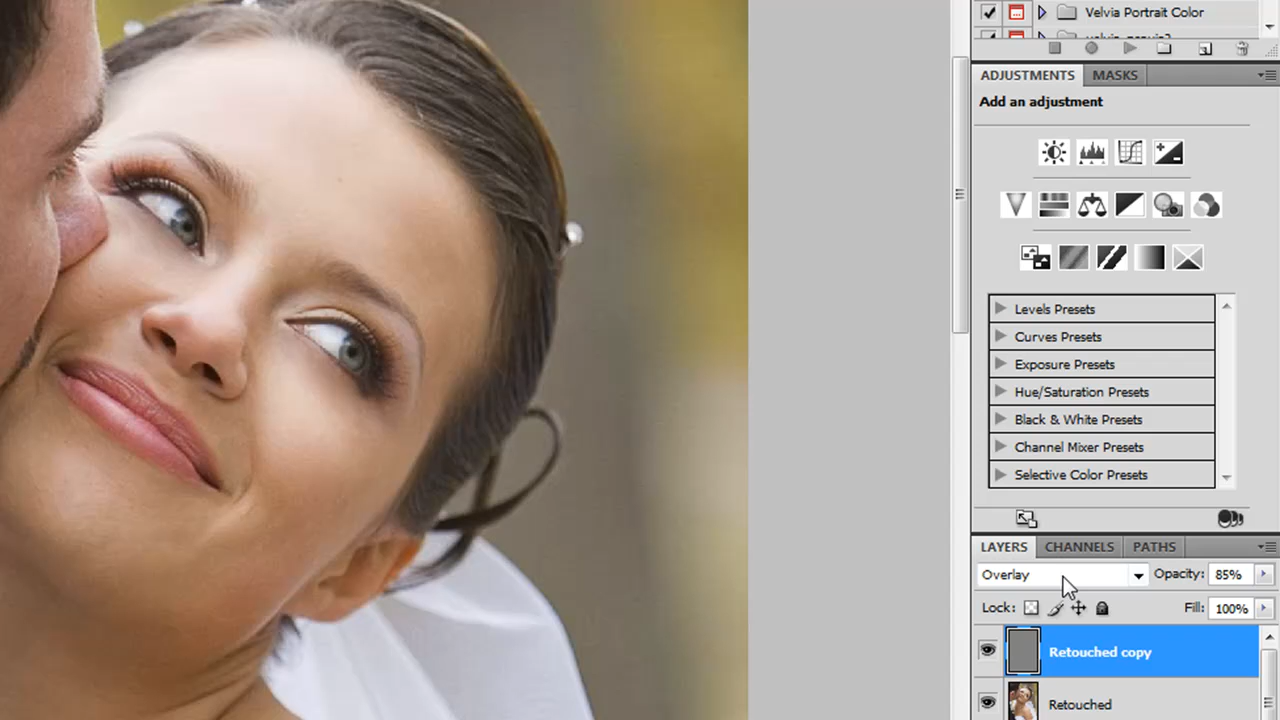 Velvia Portrait Color
ADJUSTMENTS MASKS
Add an adjustment
Levels Presets
Curves Presets
Exposure Presets
Hue/Saturation Presets
Black & White Presets
Channel Mixer Presets
Selective Color Presets
LAYERS CHANNELS PATHS
Overlay Opacity: 85%
Lock: Fill: 100%
Retouched copy
Retouched